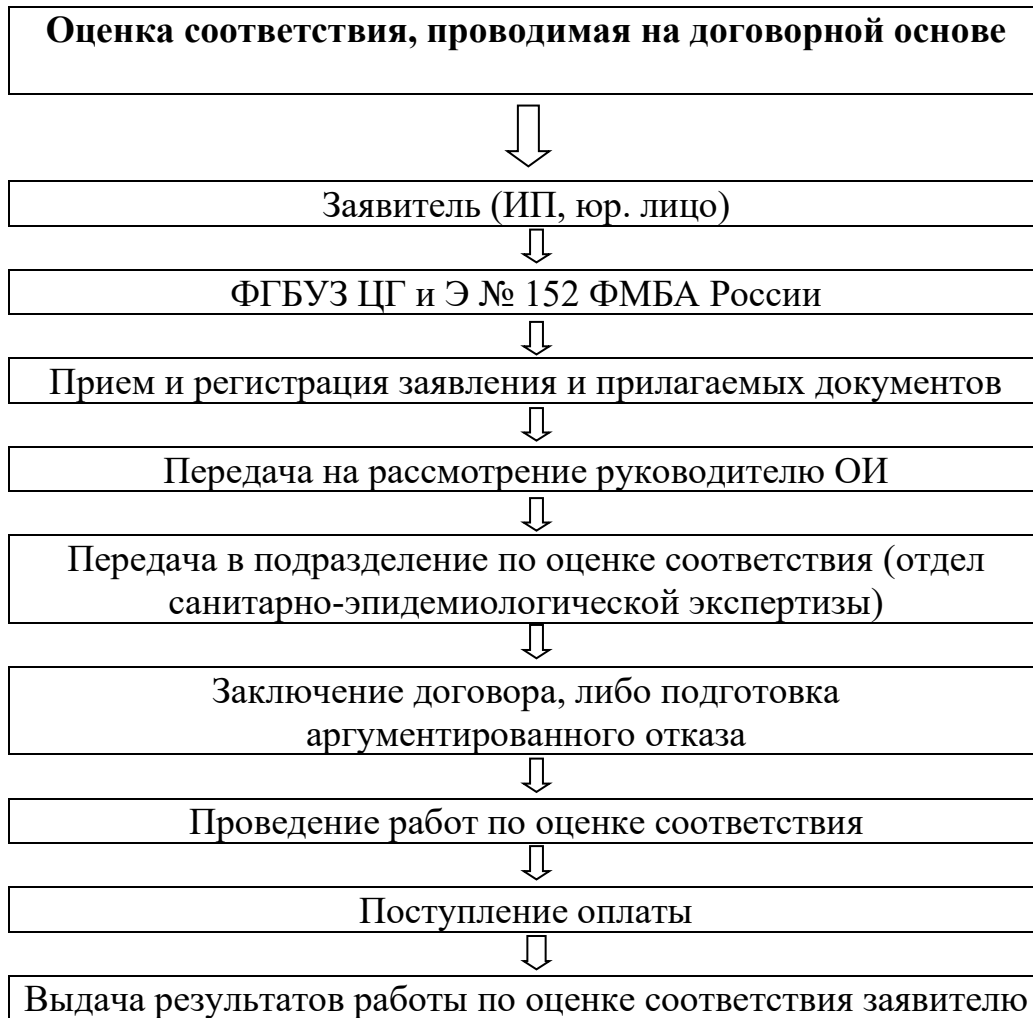 Оценка соответствия, проводимая на договорной основе
Заявитель (ИП, юр. лицо)
ФГБУЗ ЦГ и Э № 152 ФМБА России
Прием и регистрация заявления и прилагаемых документов
Передача на рассмотрение руководителю ОИ
Передача в подразделение по оценке соответствия (отдел
санитарно-эпидемиологической экспертизы)
Заключение договора, либо подготовка
аргументированного отказа
Проведение работ по оценке соответствия
Поступление оплаты
Выдача результатов работы по оценке соответствия заявителю